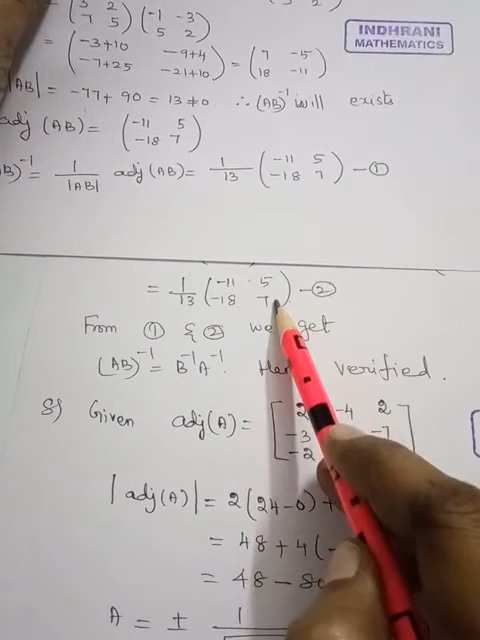 INDHRANI
MATHEMATICS
= (3 2 / 7 5) (-1 -3 / 5 2)
= (-3+10 -9+4 / -7+25 -21+10) = (7 -5 / 18 -11)
|AB| = -77+90 = 13 ≠0 ∴ (AB)⁻¹ will exists
adj (AB) = (-11 5 / -18 7)
B)⁻¹ = 1/|AB| adj (AB) = 1/13 (-11 5 / -18 7) — ①
= 1/13 (-11 5 / -18 7) — ②
From ① & ② we get
(AB)⁻¹ = B⁻¹A⁻¹. verified.
8) Given adj(A) = [2 -4 2 / -3 -7 / -2
|adj(A)| = 2(24-0)+
= 48+4(-
= 48 - 80
A = ± 1